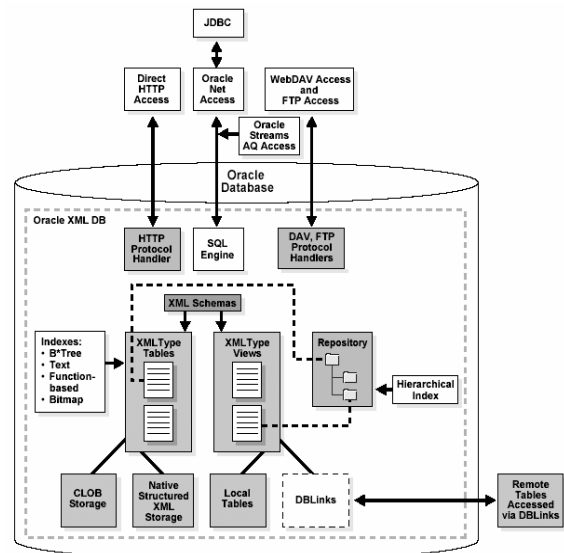 JDBC
Direct
HTTP
Access
Oracle
Net
Access
WebDAV Access
and
FTP Access
Oracle
Streams
AQ Access
Oracle
Database
Oracle XML DB
HTTP
Protocol
Handler
SQL
Engine
DAV, FTP
Protocol
Handlers
XML Schemas
Indexes:
• B*Tree
• Text
• Function-
based
• Bitmap
XMLType
Tables
XMLType
Views
Repository
Hierarchical
Index
CLOB
Storage
Native
Structured
XML
Storage
Local
Tables
DBLinks
Remote
Tables
Accessed
via DBLinks